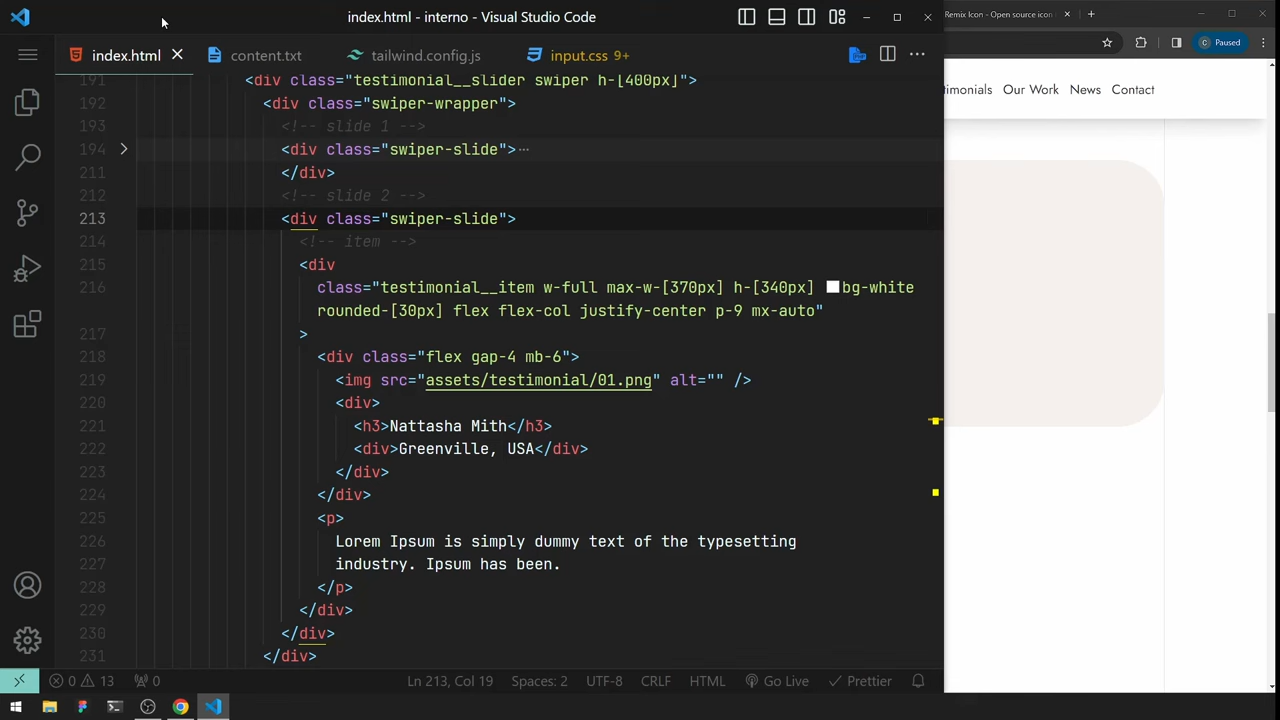 index.html - interno - Visual Studio Code
Remix Icon - Open source icon
Paused
index.html
content.txt
tailwind.config.js
input.css 9+
timonials Our Work News Contact
191 <div class="testimonial__slider swiper h-[400px]">
192 <div class="swiper-wrapper">
193 <!-- slide 1 -->
194 <div class="swiper-slide">…
211 </div>
212 <!-- slide 2 -->
213 <div class="swiper-slide">
214 <!-- item -->
215 <div
216 class="testimonial__item w-full max-w-[370px] h-[340px] bg-white
rounded-[30px] flex flex-col justify-center p-9 mx-auto"
217 >
218 <div class="flex gap-4 mb-6">
219 <img src="assets/testimonial/01.png" alt="" />
220 <div>
221 <h3>Nattasha Mith</h3>
222 <div>Greenville, USA</div>
223 </div>
224 </div>
225 <p>
226 Lorem Ipsum is simply dummy text of the typesetting
227 industry. Ipsum has been.
228 </p>
229 </div>
230 </div>
231 </div>
0 13 0 Ln 213, Col 19 Spaces: 2 UTF-8 CRLF HTML Go Live Prettier